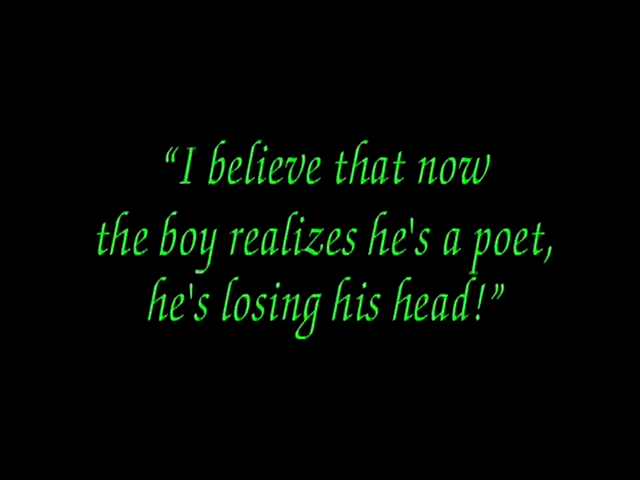 “I believe that now
the boy realizes he's a poet,
he's losing his head!”